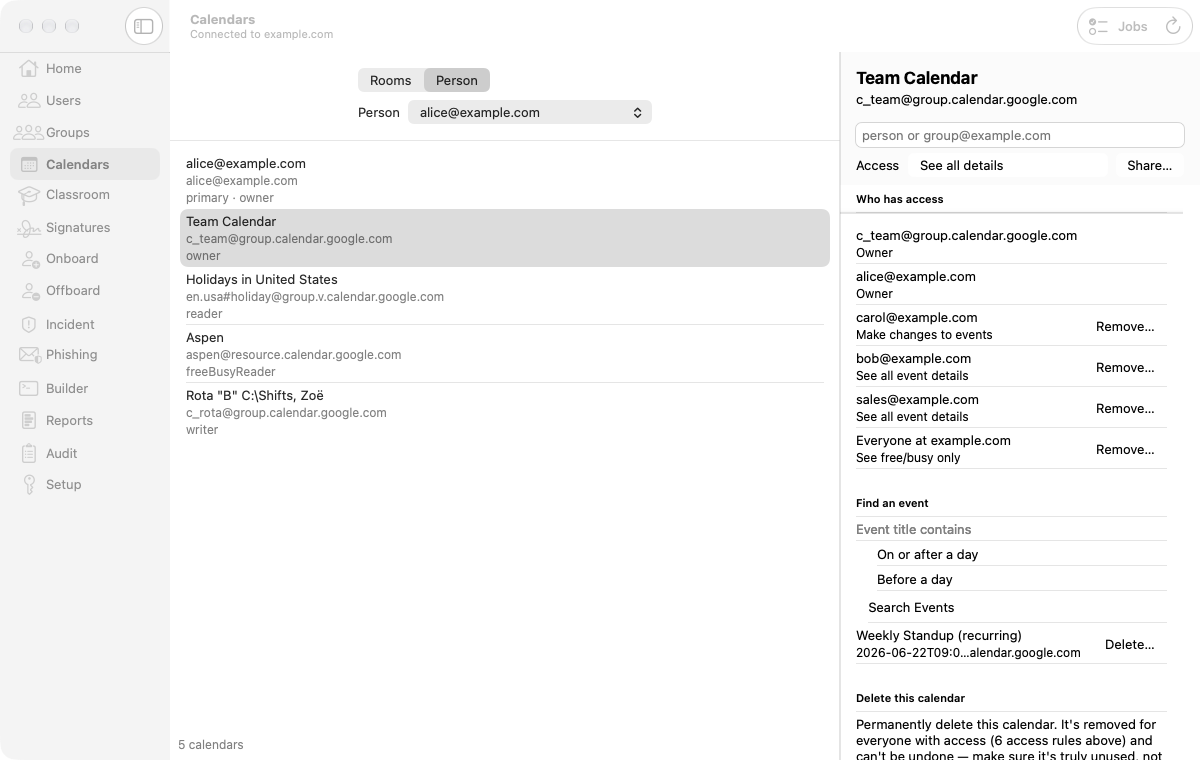 Calendars
Connected to example.com
Jobs
Home
Users
Groups
Calendars
Classroom
Signatures
Onboard
Offboard
Incident
Phishing
Builder
Reports
Audit
Setup
Rooms
Person
Person
alice@example.com
alice@example.com
alice@example.com
primary · owner
Team Calendar
c_team@group.calendar.google.com
owner
Holidays in United States
en.usa#holiday@group.v.calendar.google.com
reader
Aspen
aspen@resource.calendar.google.com
freeBusyReader
Rota "B" C:\Shifts, Zoë
c_rota@group.calendar.google.com
writer
5 calendars
Team Calendar
c_team@group.calendar.google.com
person or group@example.com
Access
See all details
Share...
Who has access
c_team@group.calendar.google.com
Owner
alice@example.com
Owner
carol@example.com
Make changes to events
Remove...
bob@example.com
See all event details
Remove...
sales@example.com
See all event details
Remove...
Everyone at example.com
See free/busy only
Remove...
Find an event
Event title contains
On or after a day
Before a day
Search Events
Weekly Standup (recurring)
2026-06-22T09:0...alendar.google.com
Delete...
Delete this calendar
Permanently delete this calendar. It's removed for
everyone with access (6 access rules above) and
can't be undone — make sure it's truly unused, not